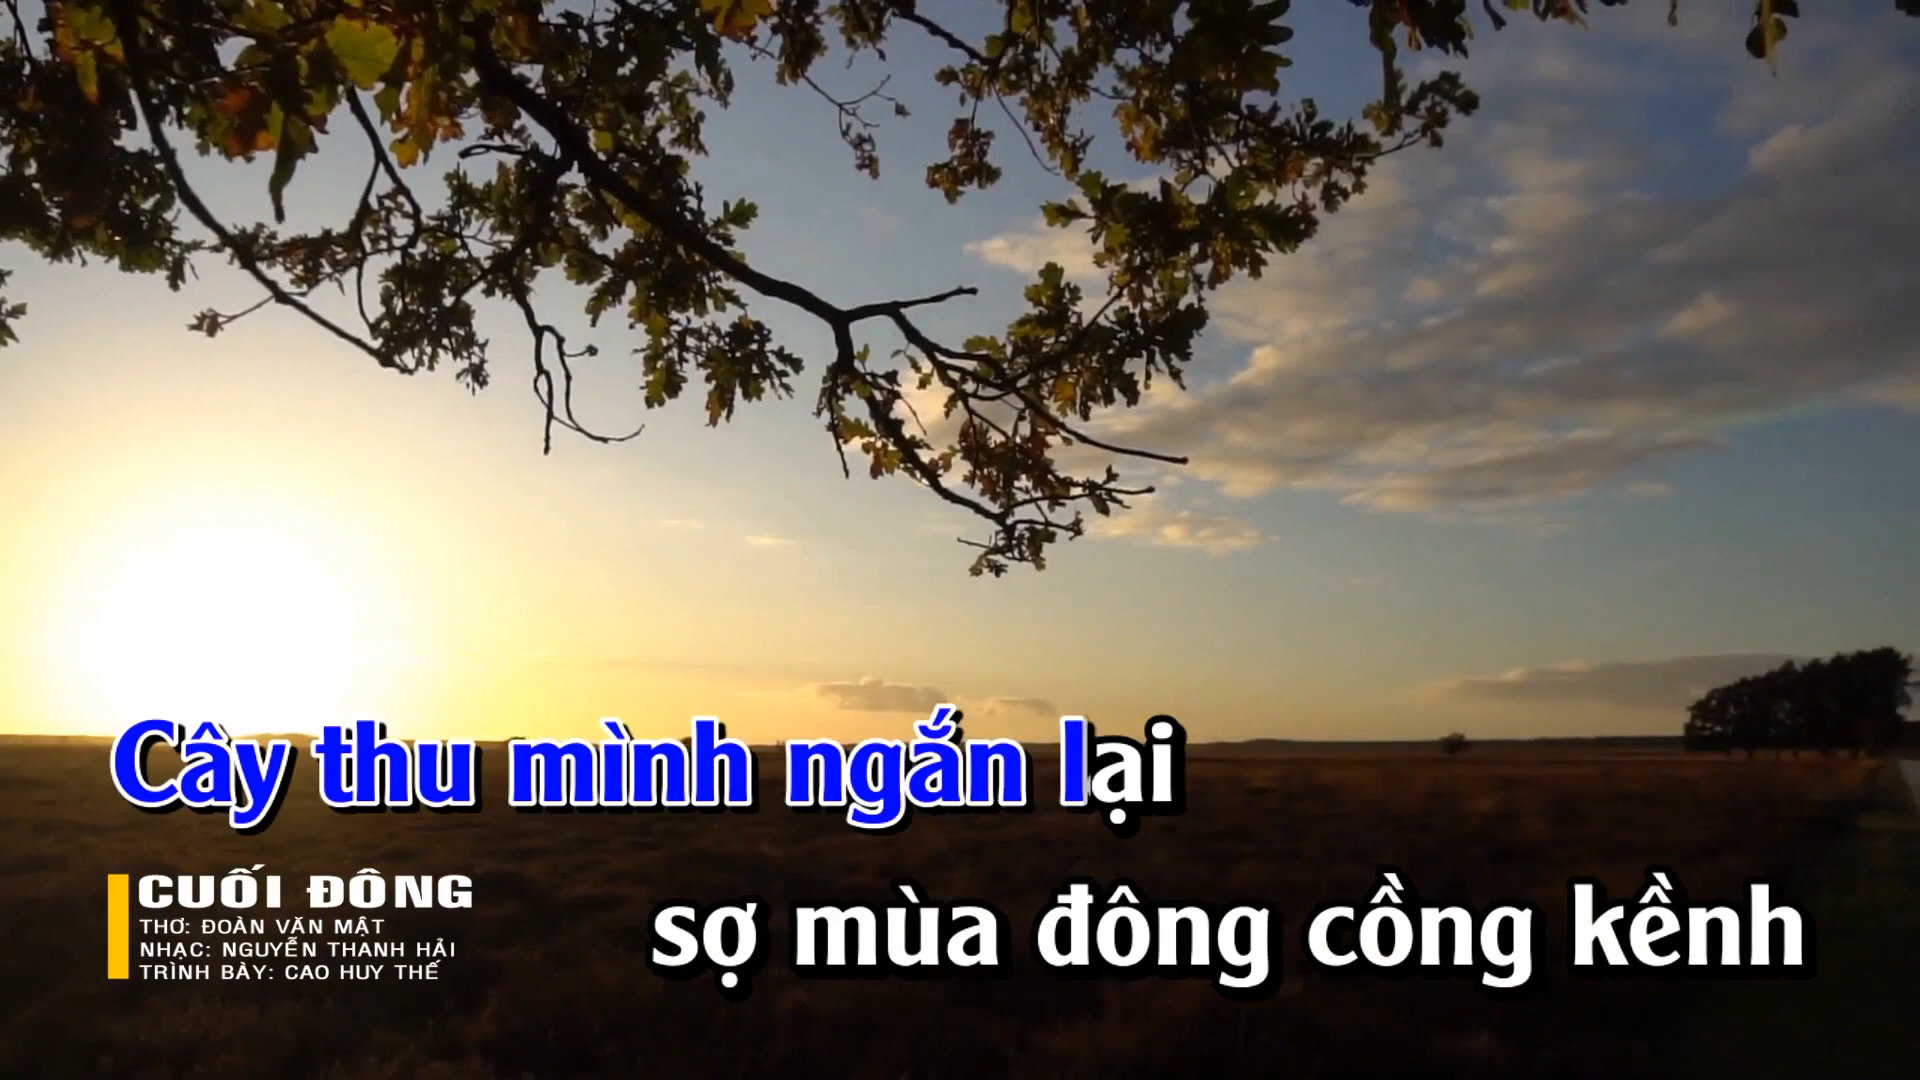 Cây thu mình ngắn lại
CUỐI ĐÔNG
THƠ: ĐOÀN VĂN MẬT
NHẠC: NGUYỄN THANH HẢI
TRÌNH BÀY: CAO HUY THẾ
sợ mùa đông cồng kềnh